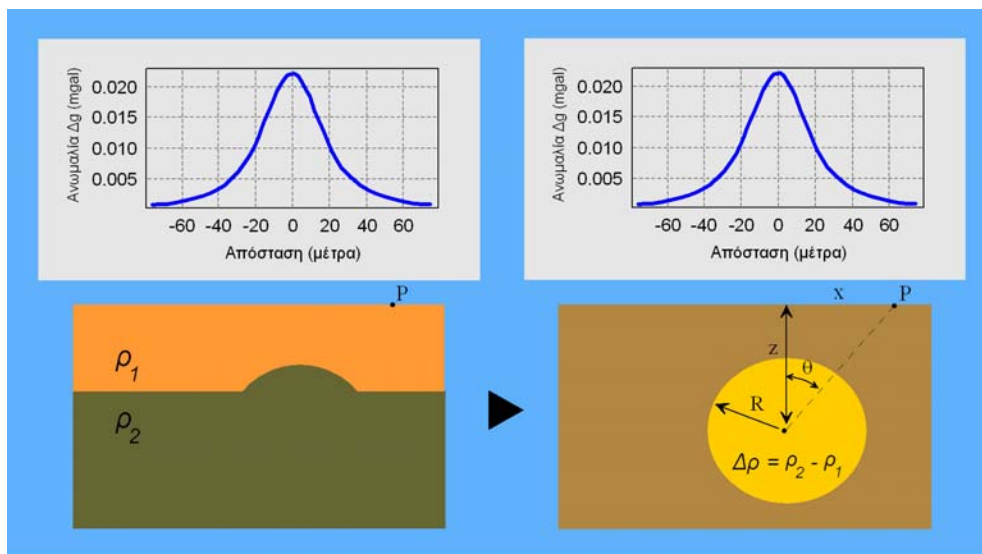 Ανωμαλία Δg (mgal)
0.020
0.015
0.010
0.005
-60 -40 -20 0 20 40 60
Απόσταση (μέτρα)
Ανωμαλία Δg (mgal)
0.020
0.015
0.010
0.005
-60 -40 -20 0 20 40 60
Απόσταση (μέτρα)
P
ρ1
ρ2
x P
z
θ
R
Δρ = ρ2 - ρ1